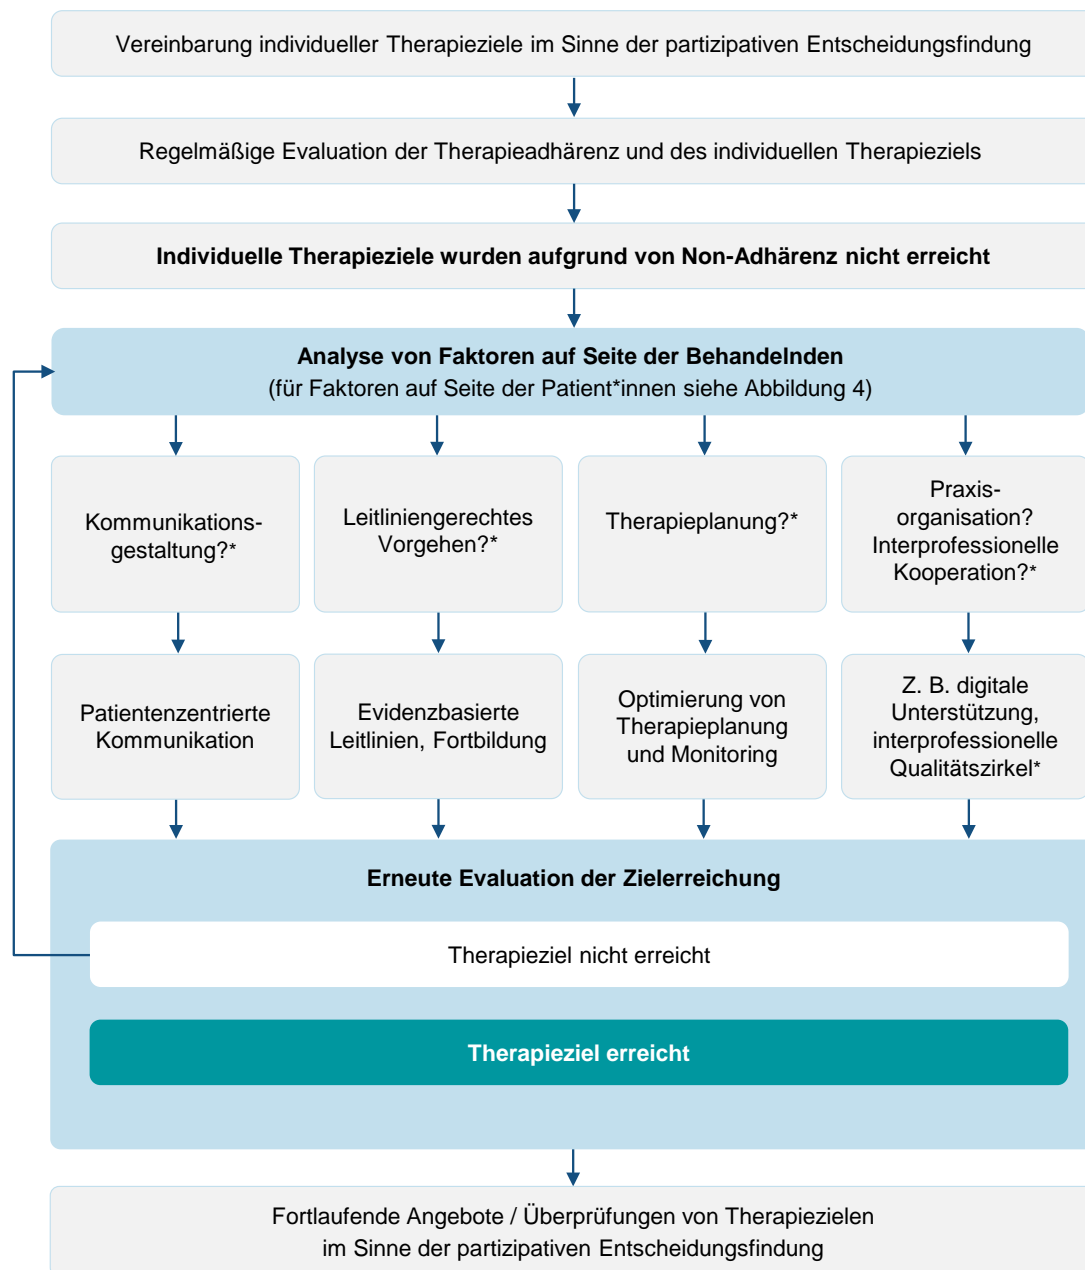 Vereinbarung individueller Therapieziele im Sinne der partizipativen Entscheidungsfindung
Regelmäßige Evaluation der Therapieadhärenz und des individuellen Therapieziels
Individuelle Therapieziele wurden aufgrund von Non-Adhärenz nicht erreicht
Analyse von Faktoren auf Seite der Behandelnden
(für Faktoren auf Seite der Patient*innen siehe Abbildung 4)
Kommunikations-
gestaltung?*
Leitliniengerechtes
Vorgehen?*
Therapieplanung?*
Praxis-
organisation?
Interprofessionelle
Kooperation?*
Patientenzentrierte
Kommunikation
Evidenzbasierte
Leitlinien, Fortbildung
Optimierung von
Therapieplanung
und Monitoring
Z. B. digitale
Unterstützung,
interprofessionelle
Qualitätszirkel*
Erneute Evaluation der Zielerreichung
Therapieziel nicht erreicht
Therapieziel erreicht
Fortlaufende Angebote / Überprüfungen von Therapiezielen
im Sinne der partizipativen Entscheidungsfindung